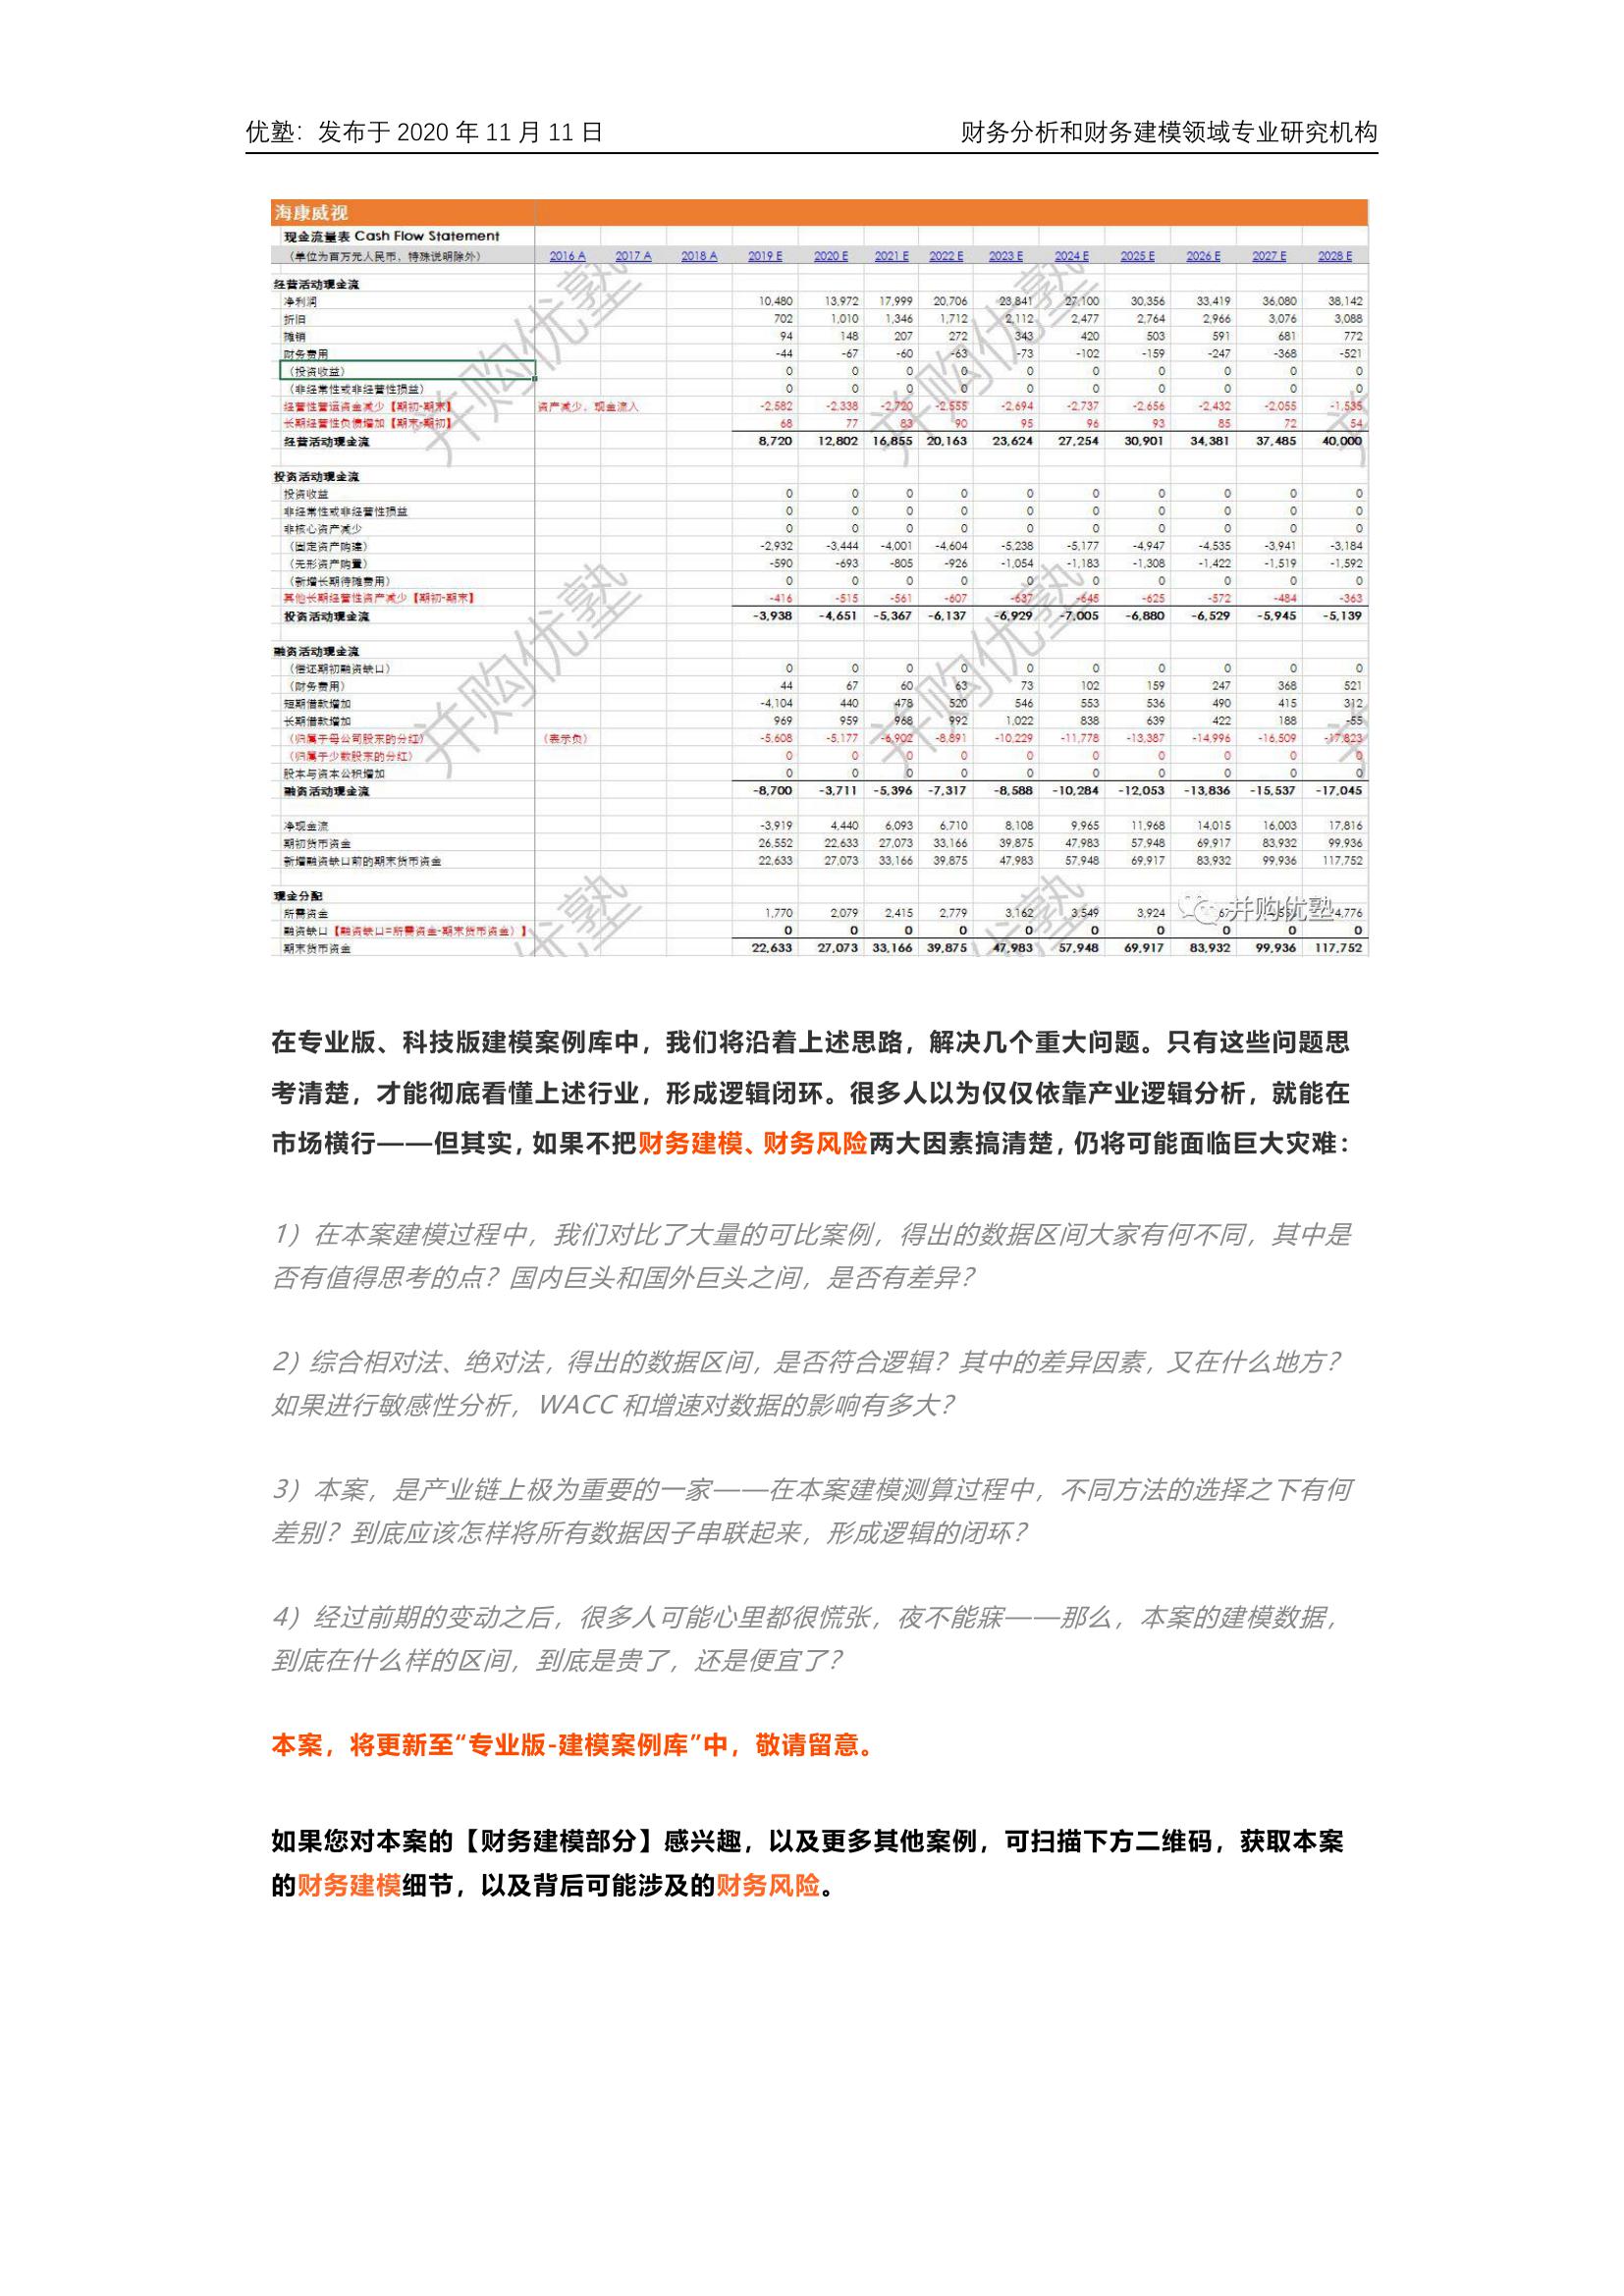 优塾：发布于 2020 年 11 月 11 日 财务分析和财务建模领域专业研究机构
海康威视
现金流量表 Cash Flow Statement
（单位为百万元人民币，特殊说明除外） 2016 A 2017 A 2018 A 2019 E 2020 E 2021 E 2022 E 2023 E 2024 E 2025 E 2026 E 2027 E 2028 E
经营活动现金流
净利润 10,480 13,972 17,999 20,706 23,841 27,100 30,356 33,419 36,080 38,142
折旧 702 1,010 1,346 1,712 2,112 2,477 2,764 2,966 3,076 3,088
摊销 94 148 207 272 343 420 503 591 681 772
财务费用 -44 -67 -60 -63 -73 -102 -159 -247 -368 -521
（投资收益） 0 0 0 0 0 0 0 0 0 0
（非经常性或非经营性损益） 0 0 0 0 0 0 0 0 0 0
经营性营运资金减少【期初-期末】 资产减少，现金流入 -2,582 -2,338 -2,720 -2,555 -2,694 -2,737 -2,656 -2,432 -2,055 -1,535
长期经营性负债增加【期末-期初】 68 77 83 90 95 96 93 85 72 54
经营活动现金流 8,720 12,802 16,855 20,163 23,624 27,254 30,901 34,381 37,485 40,000
投资活动现金流
投资收益 0 0 0 0 0 0 0 0 0 0
非经常性或非经营性损益 0 0 0 0 0 0 0 0 0 0
非核心资产减少 0 0 0 0 0 0 0 0 0 0
（固定资产购建） -2,932 -3,444 -4,001 -4,604 -5,238 -5,177 -4,947 -4,535 -3,941 -3,184
（无形资产购置） -590 -693 -805 -926 -1,054 -1,183 -1,308 -1,422 -1,519 -1,592
（新增长期待摊费用） 0 0 0 0 0 0 0 0 0 0
其他长期经营性资产减少【期初-期末】 -416 -515 -561 -607 -637 -645 -625 -572 -484 -363
投资活动现金流 -3,938 -4,651 -5,367 -6,137 -6,929 -7,005 -6,880 -6,529 -5,945 -5,139
融资活动现金流
（偿还期初融资缺口） 0 0 0 0 0 0 0 0 0 0
（财务费用） 44 67 60 63 73 102 159 247 368 521
短期借款增加 -4,104 440 478 520 546 553 536 490 415 312
长期借款增加 969 959 968 992 1,022 838 639 422 188 -55
（归属于母公司股东的分红） （表示负） -5,608 -5,177 -6,902 -8,891 -10,229 -11,778 -13,387 -14,996 -16,509 -17,823
（归属于少数股东的分红） 0 0 0 0 0 0 0 0 0 0
股本与资本公积增加 0 0 0 0 0 0 0 0 0 0
融资活动现金流 -8,700 -3,711 -5,396 -7,317 -8,588 -10,284 -12,053 -13,836 -15,537 -17,045
净现金流 -3,919 4,440 6,093 6,710 8,108 9,965 11,968 14,015 16,003 17,816
期初货币资金 26,552 22,633 27,073 33,166 39,875 47,983 57,948 69,917 83,932 99,936
新增融资缺口前的期末货币资金 22,633 27,073 33,166 39,875 47,983 57,948 69,917 83,932 99,936 117,752
现金分配
所需资金 1,770 2,079 2,415 2,779 3,162 3,549 3,924
融资缺口【融资缺口=所需资金-期末货币资金）】 0 0 0 0 0 0 0 0 0 0
期末货币资金 22,633 27,073 33,166 39,875 47,983 57,948 69,917 83,932 99,936 117,752
并购优塾
在专业版、科技版建模案例库中，我们将沿着上述思路，解决几个重大问题。只有这些问题思
考清楚，才能彻底看懂上述行业，形成逻辑闭环。很多人以为仅仅依靠产业逻辑分析，就能在
市场横行——但其实，如果不把财务建模、财务风险两大因素搞清楚，仍将可能面临巨大灾难：
1）在本案建模过程中，我们对比了大量的可比案例，得出的数据区间大家有何不同，其中是
否有值得思考的点？国内巨头和国外巨头之间，是否有差异？
2）综合相对法、绝对法，得出的数据区间，是否符合逻辑？其中的差异因素，又在什么地方？
如果进行敏感性分析，WACC 和增速对数据的影响有多大？
3）本案，是产业链上极为重要的一家——在本案建模测算过程中，不同方法的选择之下有何
差别？到底应该怎样将所有数据因子串联起来，形成逻辑的闭环？
4）经过前期的变动之后，很多人可能心里都很慌张，夜不能寐——那么，本案的建模数据，
到底在什么样的区间，到底是贵了，还是便宜了？
本案，将更新至“专业版-建模案例库”中，敬请留意。
如果您对本案的【财务建模部分】感兴趣，以及更多其他案例，可扫描下方二维码，获取本案
的财务建模细节，以及背后可能涉及的财务风险。